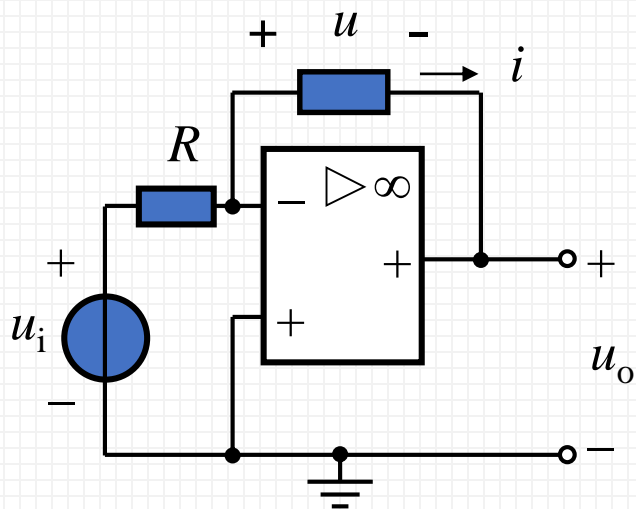 + u -
i
R
▷ ∞
−
+
+
u_i
−
+
+
u_o
−